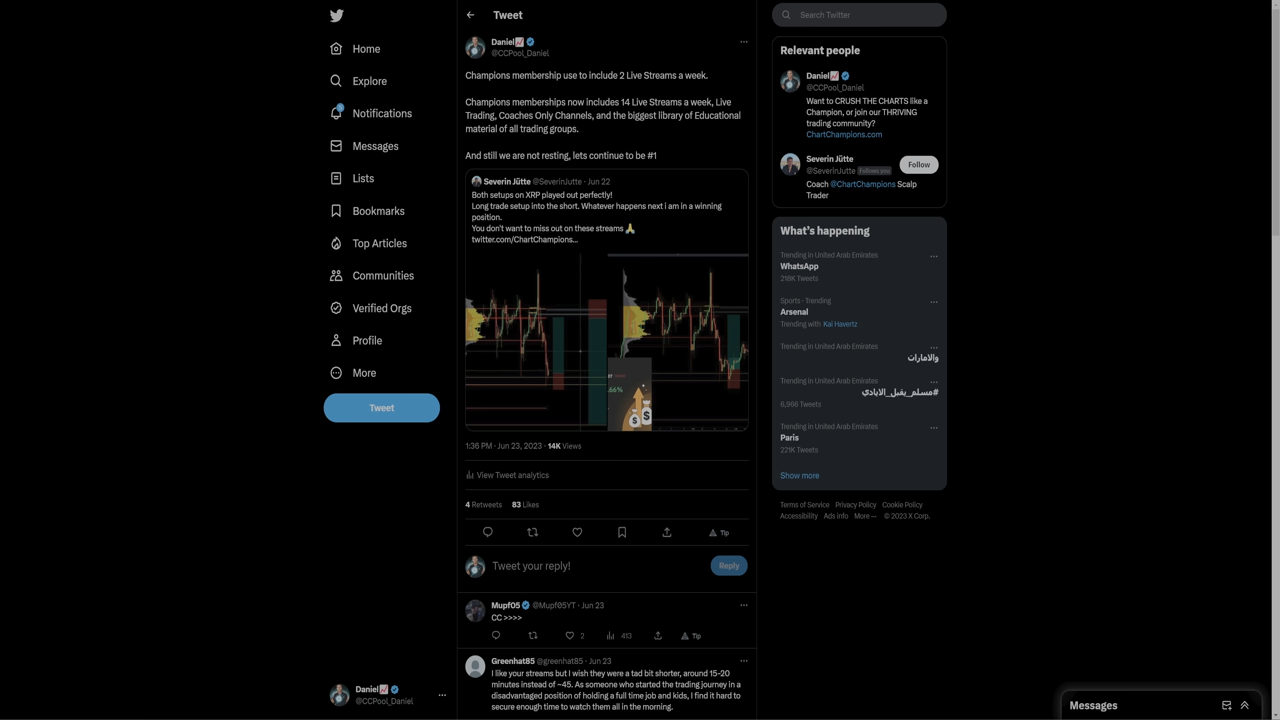 Home
Explore
Notifications
Messages
Lists
Bookmarks
Top Articles
Communities
Verified Orgs
Profile
More
Tweet
Daniel
@CCPool_Daniel
Tweet
Daniel
@CCPool_Daniel
Champions membership use to include 2 Live Streams a week.
Champions memberships now includes 14 Live Streams a week, Live
Trading, Coaches Only Channels, and the biggest library of Educational
material of all trading groups.
And still we are not resting, lets continue to be #1
Severin Jütte @SeverinJutte · Jun 22
Both setups on XRP played out perfectly!
Long trade setup into the short. Whatever happens next i am in a winning
position.
You don't want to miss out on these streams 🙏
twitter.com/ChartChampions...
1:36 PM · Jun 23, 2023 · 14K Views
View Tweet analytics
4 Retweets 83 Likes
Tip
Tweet your reply!
Reply
Mupf05 @Mupf05YT · Jun 23
CC >>>>
2 413 Tip
Greenhat85 @greenhat85 · Jun 23
I like your streams but I wish they were a tad bit shorter, around 15-20
minutes instead of ~45. As someone who started the trading journey in a
disadvantaged position of holding a full time job and kids, I find it hard to
secure enough time to watch them all in the morning.
Search Twitter
Relevant people
Daniel
@CCPool_Daniel
Want to CRUSH THE CHARTS like a
Champion, or join our THRIVING
trading community?
ChartChampions.com
Severin Jütte
@SeverinJutte Follows you
Follow
Coach @ChartChampions Scalp
Trader
What's happening
Trending in United Arab Emirates
WhatsApp
216K Tweets
Sports · Trending
Arsenal
Trending with Kai Havertz
Trending in United Arab Emirates
والامارات
Trending in United Arab Emirates
#مسلم_يقبل_الايادي
6,966 Tweets
Trending in United Arab Emirates
Paris
221K Tweets
Show more
Terms of Service Privacy Policy Cookie Policy
Accessibility Ads info More ··· © 2023 X Corp.
Messages